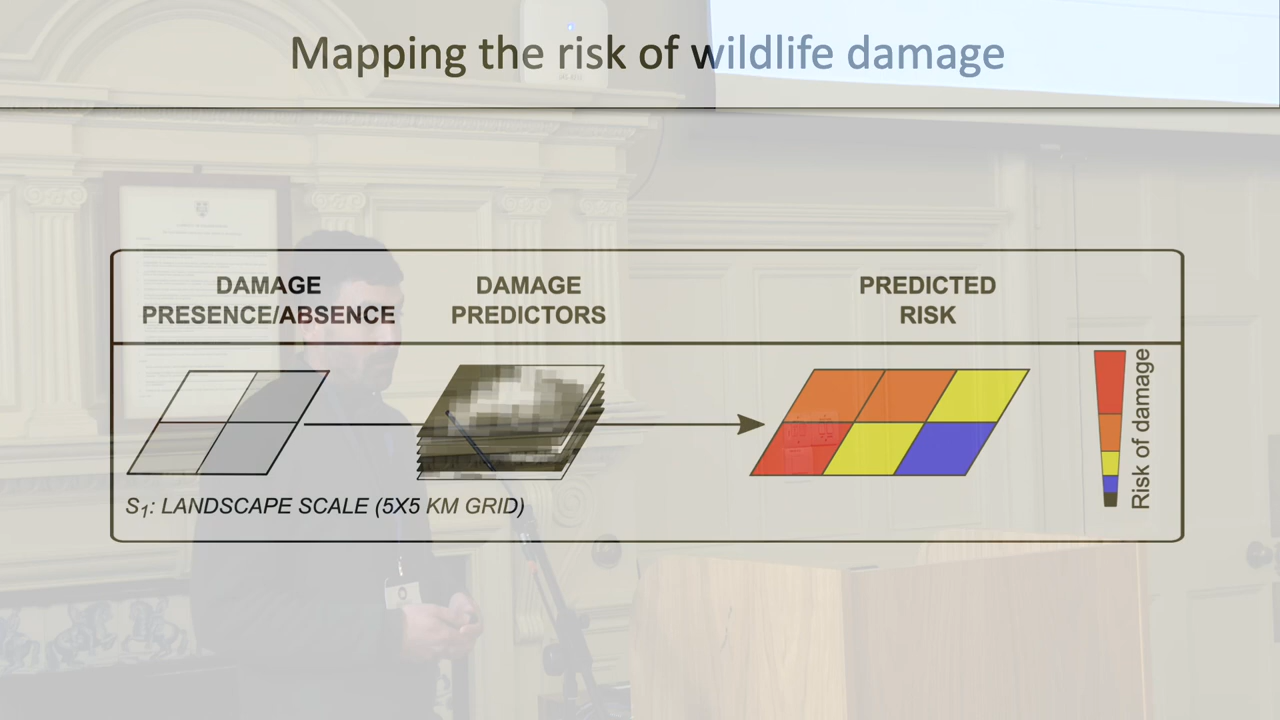 Mapping the risk of wildlife damage
DAMAGE
PRESENCE/ABSENCE
DAMAGE
PREDICTORS
PREDICTED
RISK
Risk of damage
S1: LANDSCAPE SCALE (5X5 KM GRID)